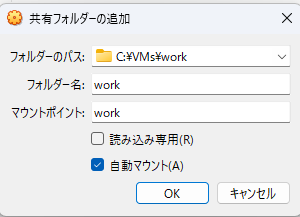 共有フォルダーの追加
フォルダーのパス: C:¥VMs¥work
フォルダー名: work
マウントポイント: work
読み込み専用(R)
自動マウント(A)
OK キャンセル